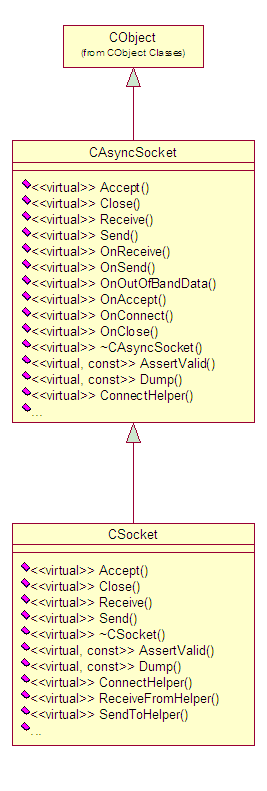 CObject
(from CObject Classes)
CAsyncSocket
<<virtual>> Accept()
<<virtual>> Close()
<<virtual>> Receive()
<<virtual>> Send()
<<virtual>> OnReceive()
<<virtual>> OnSend()
<<virtual>> OnOutOfBandData()
<<virtual>> OnAccept()
<<virtual>> OnConnect()
<<virtual>> OnClose()
<<virtual>> ~CAsyncSocket()
<<virtual, const>> AssertValid()
<<virtual, const>> Dump()
<<virtual>> ConnectHelper()
...
CSocket
<<virtual>> Accept()
<<virtual>> Close()
<<virtual>> Receive()
<<virtual>> Send()
<<virtual>> ~CSocket()
<<virtual, const>> AssertValid()
<<virtual, const>> Dump()
<<virtual>> ConnectHelper()
<<virtual>> ReceiveFromHelper()
<<virtual>> SendToHelper()
...